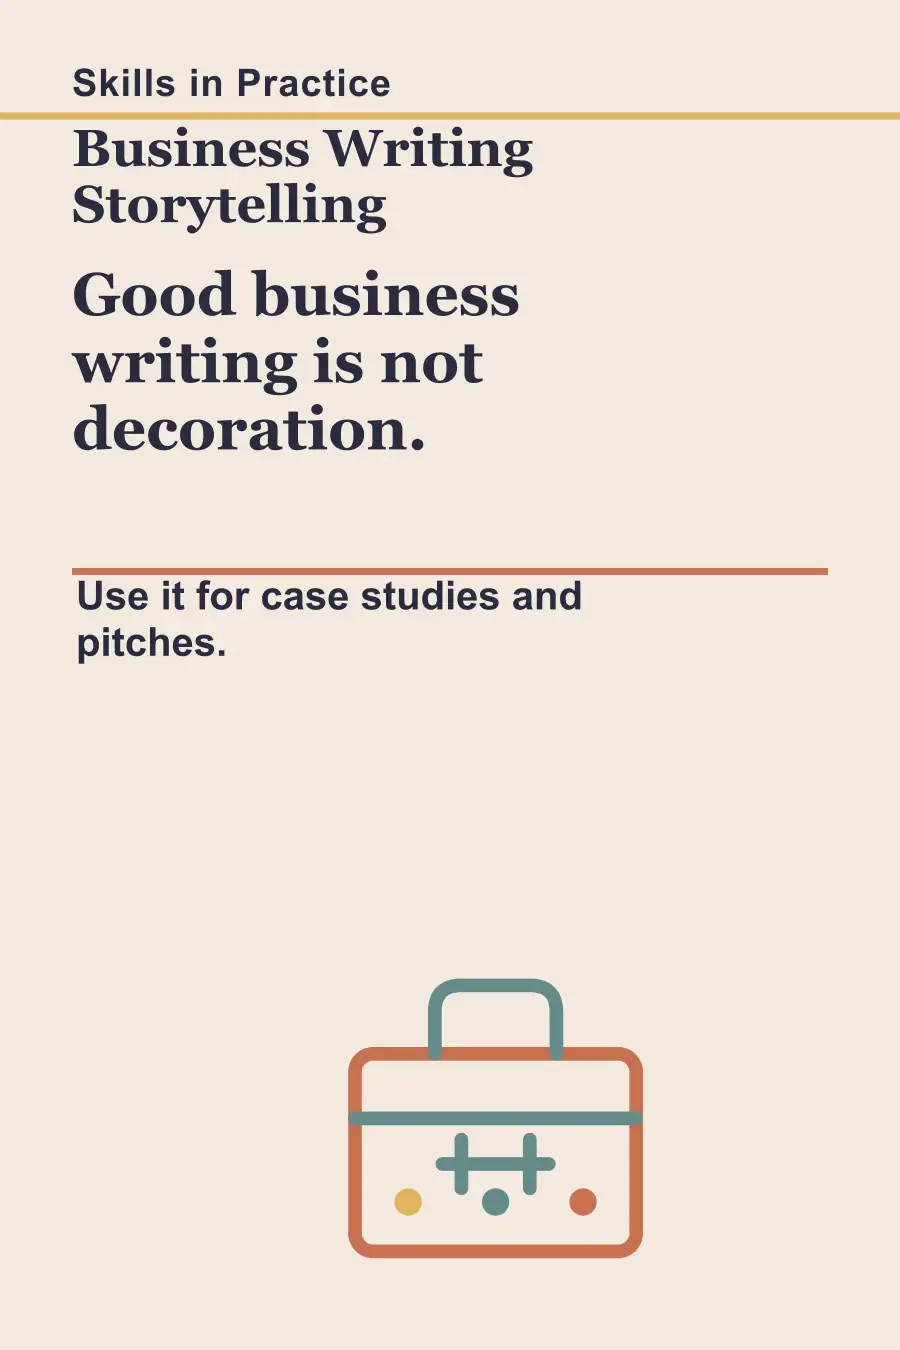 Skills in Practice
Business Writing
Storytelling
Good business
writing is not
decoration.
Use it for case studies and
pitches.